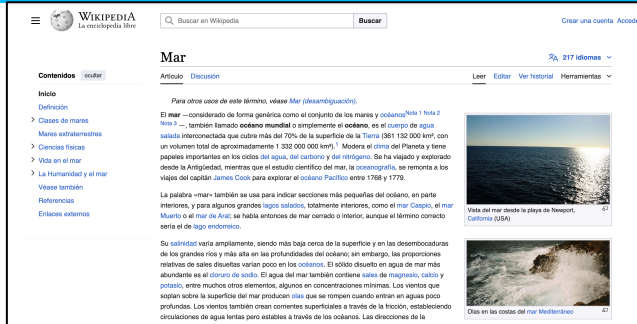 WIKIPEDIA
La enciclopedia libre
Buscar en Wikipedia
Buscar
Crear una cuenta Accede
Mar
217 idiomas
Artículo Discusión
Leer Editar Ver historial Herramientas
Contenidos ocultar
Inicio
Definición
Clases de mares
Mares extraterrestres
Ciencias físicas
Vida en el mar
La Humanidad y el mar
Véase también
Referencias
Enlaces externos
Para otros usos de este término, véase Mar (desambiguación).
El mar —considerado de forma genérica como el conjunto de los mares y océanos Nota 1 Nota 2
Nota 3 —, también llamado océano mundial o simplemente el océano, es el cuerpo de agua
salada interconectada que cubre más del 70% de la superficie de la Tierra (361 132 000 km², con
un volumen total de aproximadamente 1 332 000 000 km³).1 Modera el clima del Planeta y tiene
papeles importantes en los ciclos del agua, del carbono y del nitrógeno. Se ha viajado y explorado
desde la Antigüedad, mientras que el estudio científico del mar, la oceanografía, se remonta a los
viajes del capitán James Cook para explorar el océano Pacífico entre 1768 y 1779.
La palabra «mar» también se usa para indicar secciones más pequeñas del océano, en parte
interiores, y para algunos grandes lagos salados, totalmente interiores, como el mar Caspio, el mar
Muerto o el mar de Aral; se habla entonces de mar cerrado o interior, aunque el término correcto
sería el de lago endorreico.
Su salinidad varía ampliamente, siendo más baja cerca de la superficie y en las desembocaduras
de los grandes ríos y más alta en las profundidades del océano; sin embargo, las proporciones
relativas de sales disueltas varían poco en los océanos. El sólido disuelto en agua de mar más
abundante es el cloruro de sodio. El agua del mar también contiene sales de magnesio, calcio y
potasio, entre muchos otros elementos, algunos en concentraciones mínimas. Los vientos que
soplan sobre la superficie del mar producen olas que se rompen cuando entran en aguas poco
profundas. Los vientos también crean corrientes superficiales a través de la fricción, estableciendo
circulaciones de agua lentas pero estables a través de los océanos. Las direcciones de la
Vista del mar desde la playa de Newport,
California (USA)
Olas en las costas del mar Mediterráneo